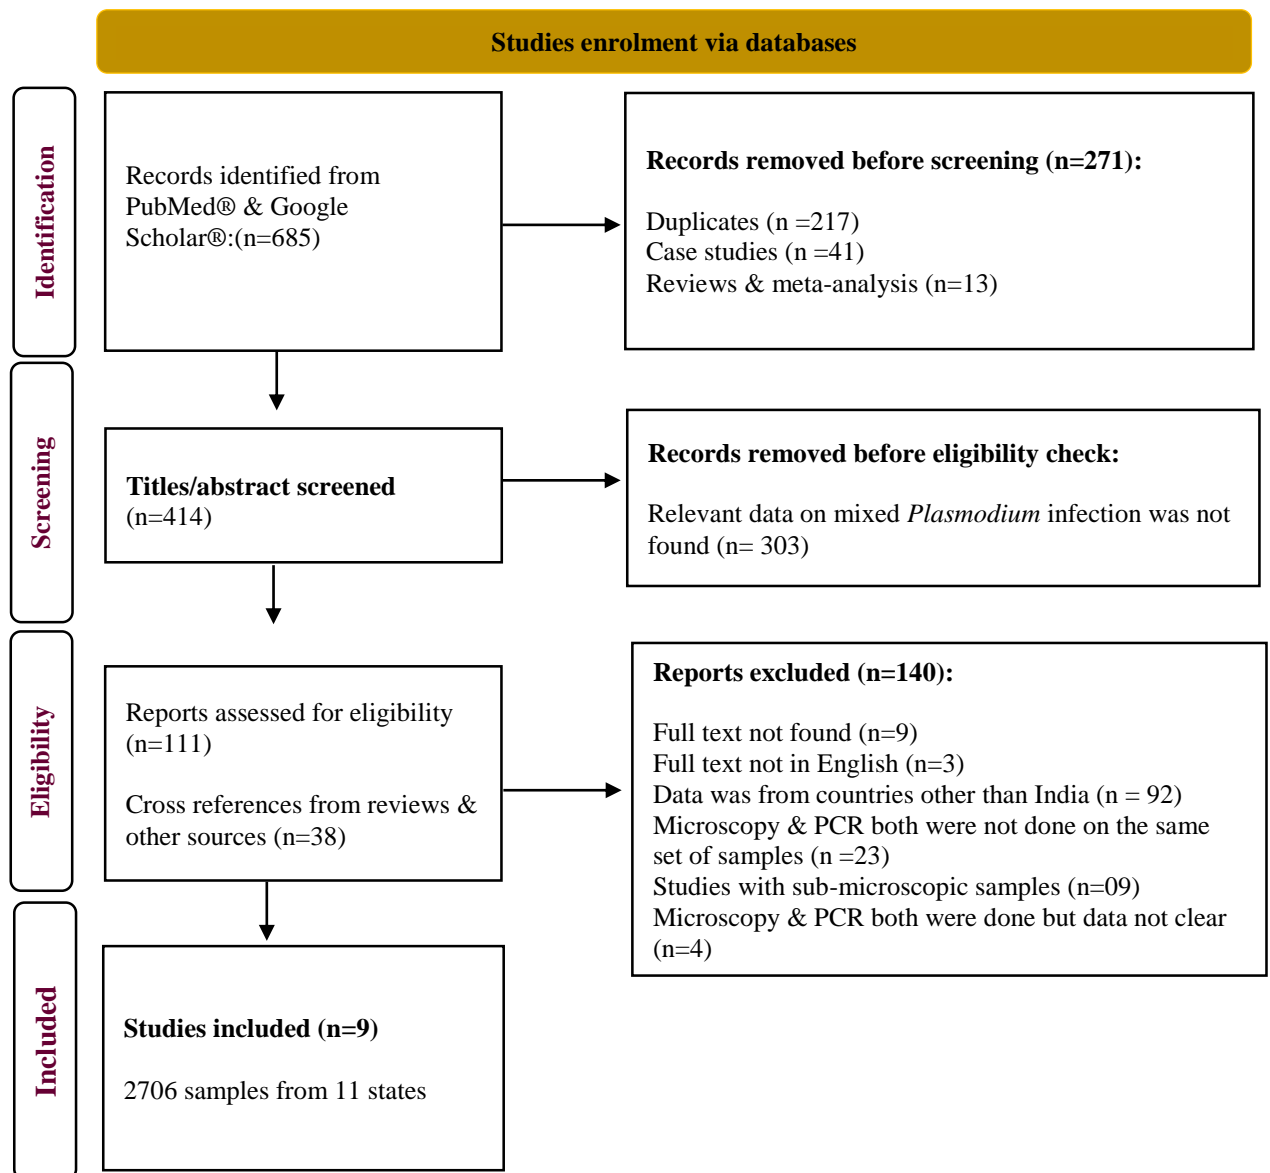 Studies enrolment via databases
Identification
Records identified from
PubMed® & Google
Scholar®:(n=685)
Records removed before screening (n=271):
Duplicates (n =217)
Case studies (n =41)
Reviews & meta-analysis (n=13)
Screening
Titles/abstract screened
(n=414)
Records removed before eligibility check:
Relevant data on mixed Plasmodium infection was not
found (n= 303)
Eligibility
Reports assessed for eligibility
(n=111)
Cross references from reviews &
other sources (n=38)
Reports excluded (n=140):
Full text not found (n=9)
Full text not in English (n=3)
Data was from countries other than India (n = 92)
Microscopy & PCR both were not done on the same
set of samples (n =23)
Studies with sub-microscopic samples (n=09)
Microscopy & PCR both were done but data not clear
(n=4)
Included
Studies included (n=9)
2706 samples from 11 states